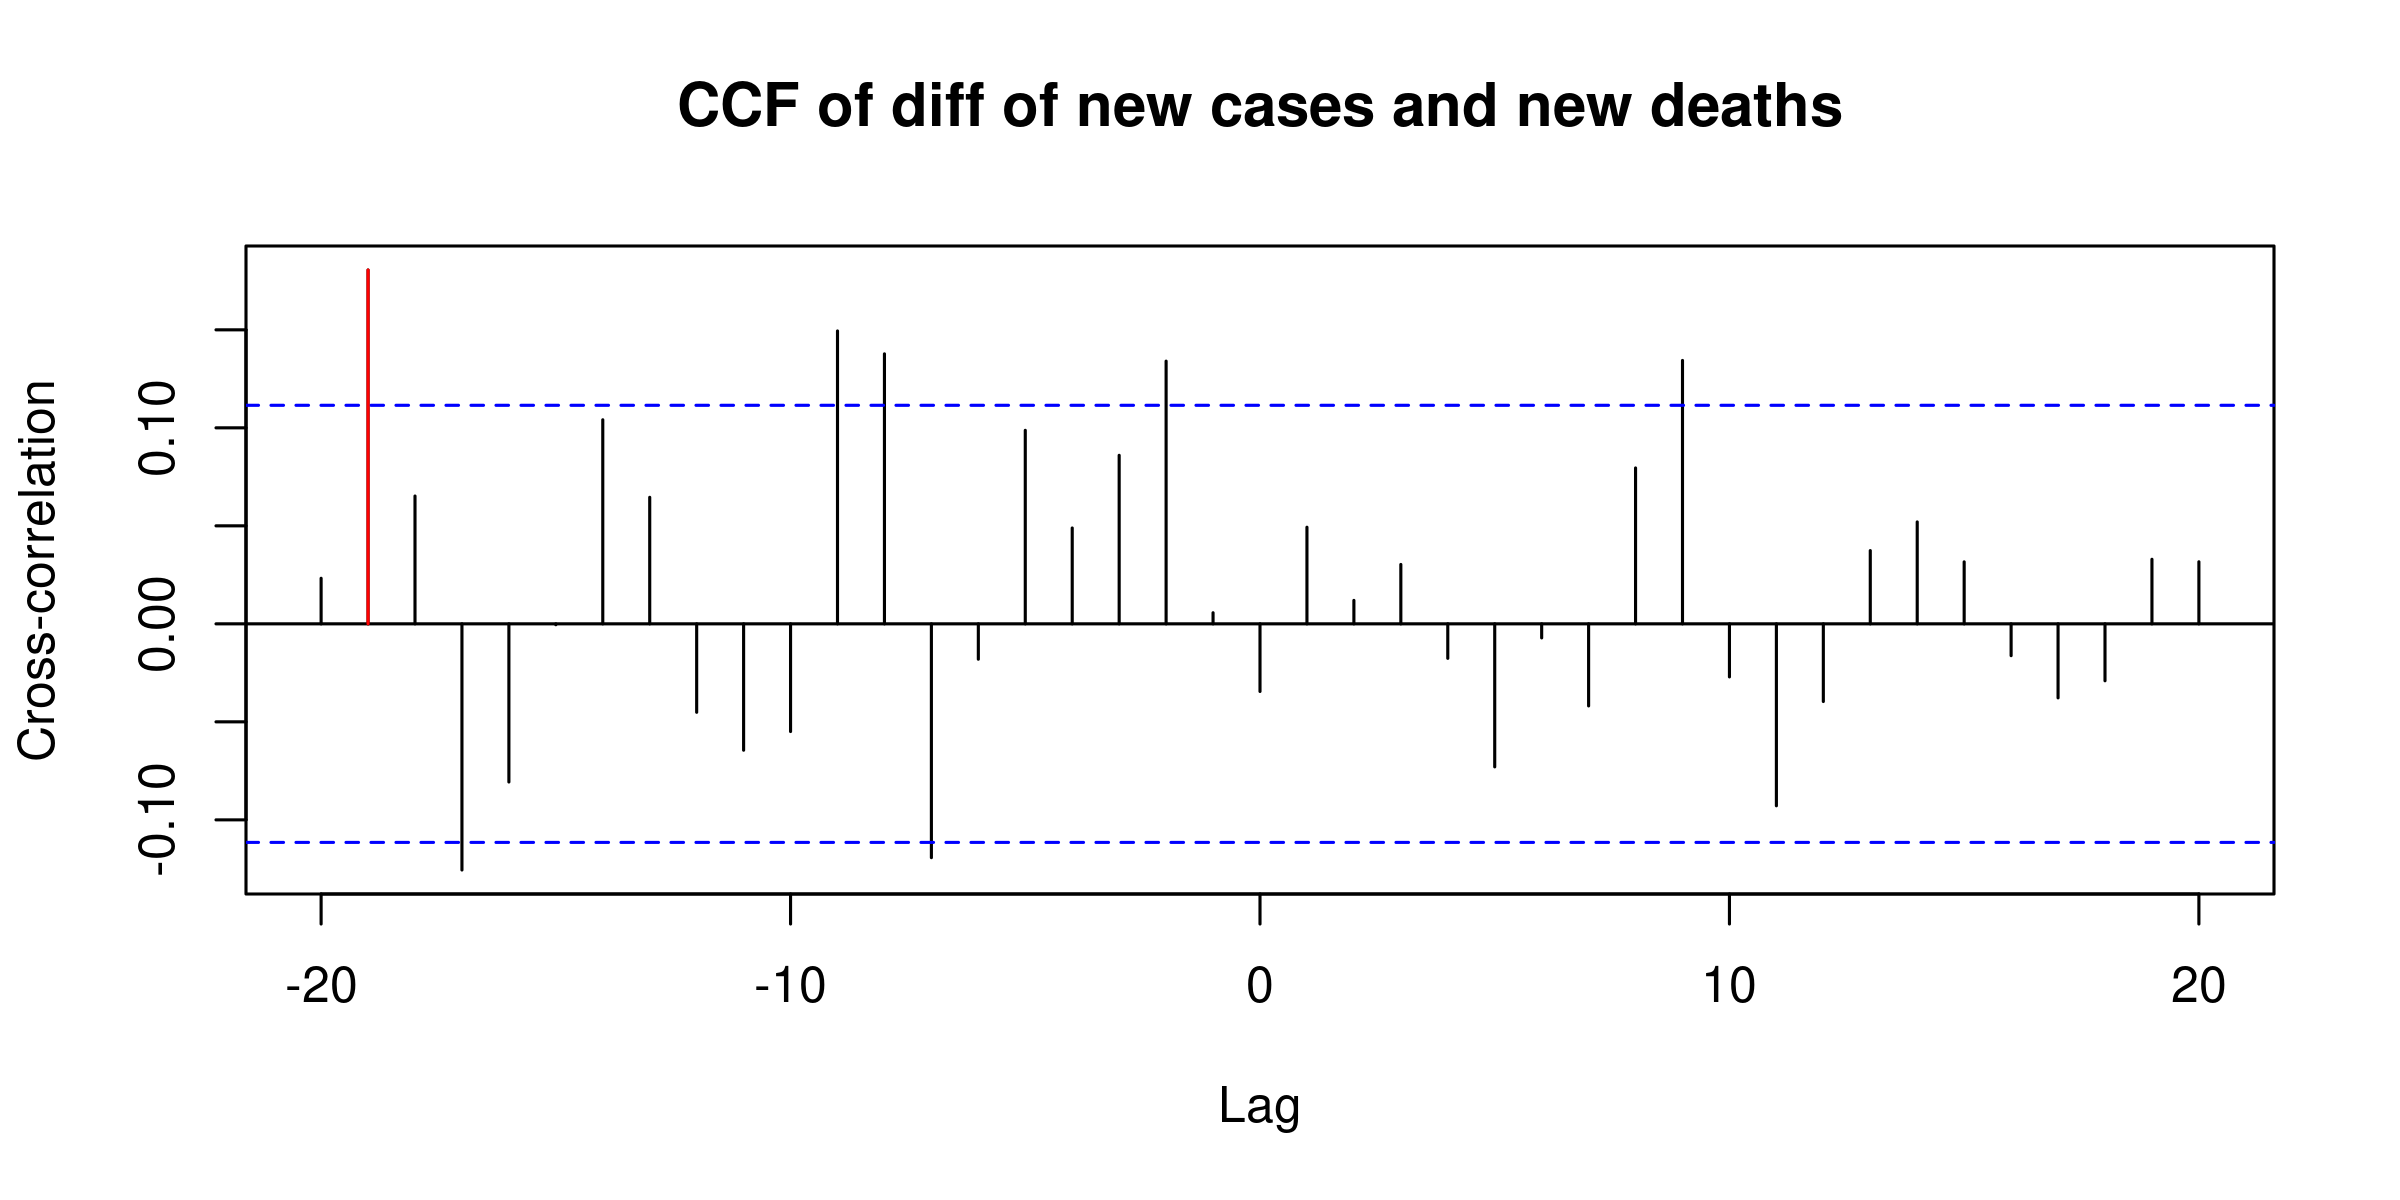 CCF of diff of new cases and new deaths
Cross-correlation
0.10
0.00
-0.10
-20 -10 0 10 20
Lag